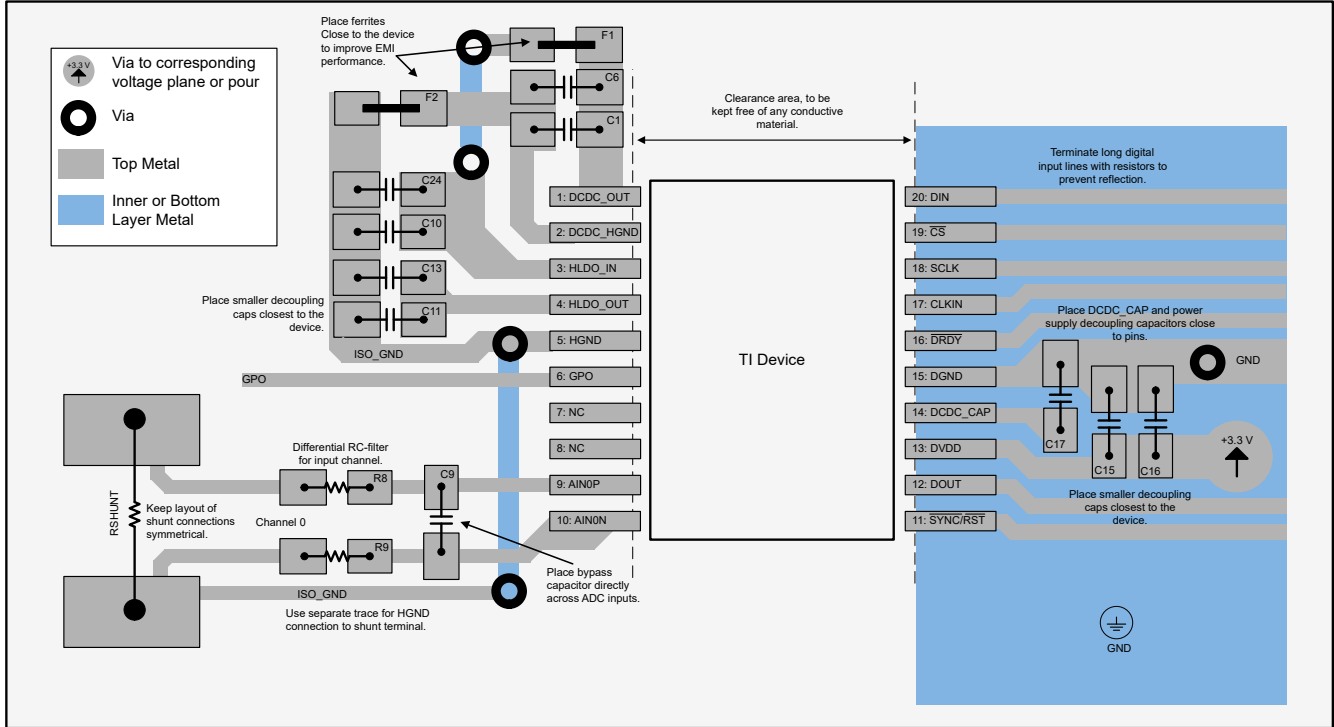 Place ferrites
Close to the device
to improve EMI
performance.
+3.3 V
Via to corresponding
voltage plane or pour
Via
Top Metal
Inner or Bottom
Layer Metal
F1
C6
F2
C1
Clearance area, to be
kept free of any conductive
material.
Terminate long digital
input lines with resistors to
prevent reflection.
C24
C10
C13
C11
Place smaller decoupling
caps closest to the
device.
ISO_GND
GPO
1: DCDC_OUT
2: DCDC_HGND
3: HLDO_IN
4: HLDO_OUT
5: HGND
6: GPO
7: NC
8: NC
9: AIN0P
10: AIN0N
TI Device
20: DIN
19: CS
18: SCLK
17: CLKIN
16: DRDY
15: DGND
14: DCDC_CAP
13: DVDD
12: DOUT
11: SYNC/RST
Place DCDC_CAP and power
supply decoupling capacitors close
to pins.
GND
C17
C15
C16
+3.3 V
Place smaller decoupling
caps closest to the
device.
GND
Differential RC-filter
for input channel.
R8
C9
RSHUNT
Keep layout of
shunt connections
symmetrical.
Channel 0
R9
Place bypass
capacitor directly
across ADC inputs.
ISO_GND
Use separate trace for HGND
connection to shunt terminal.